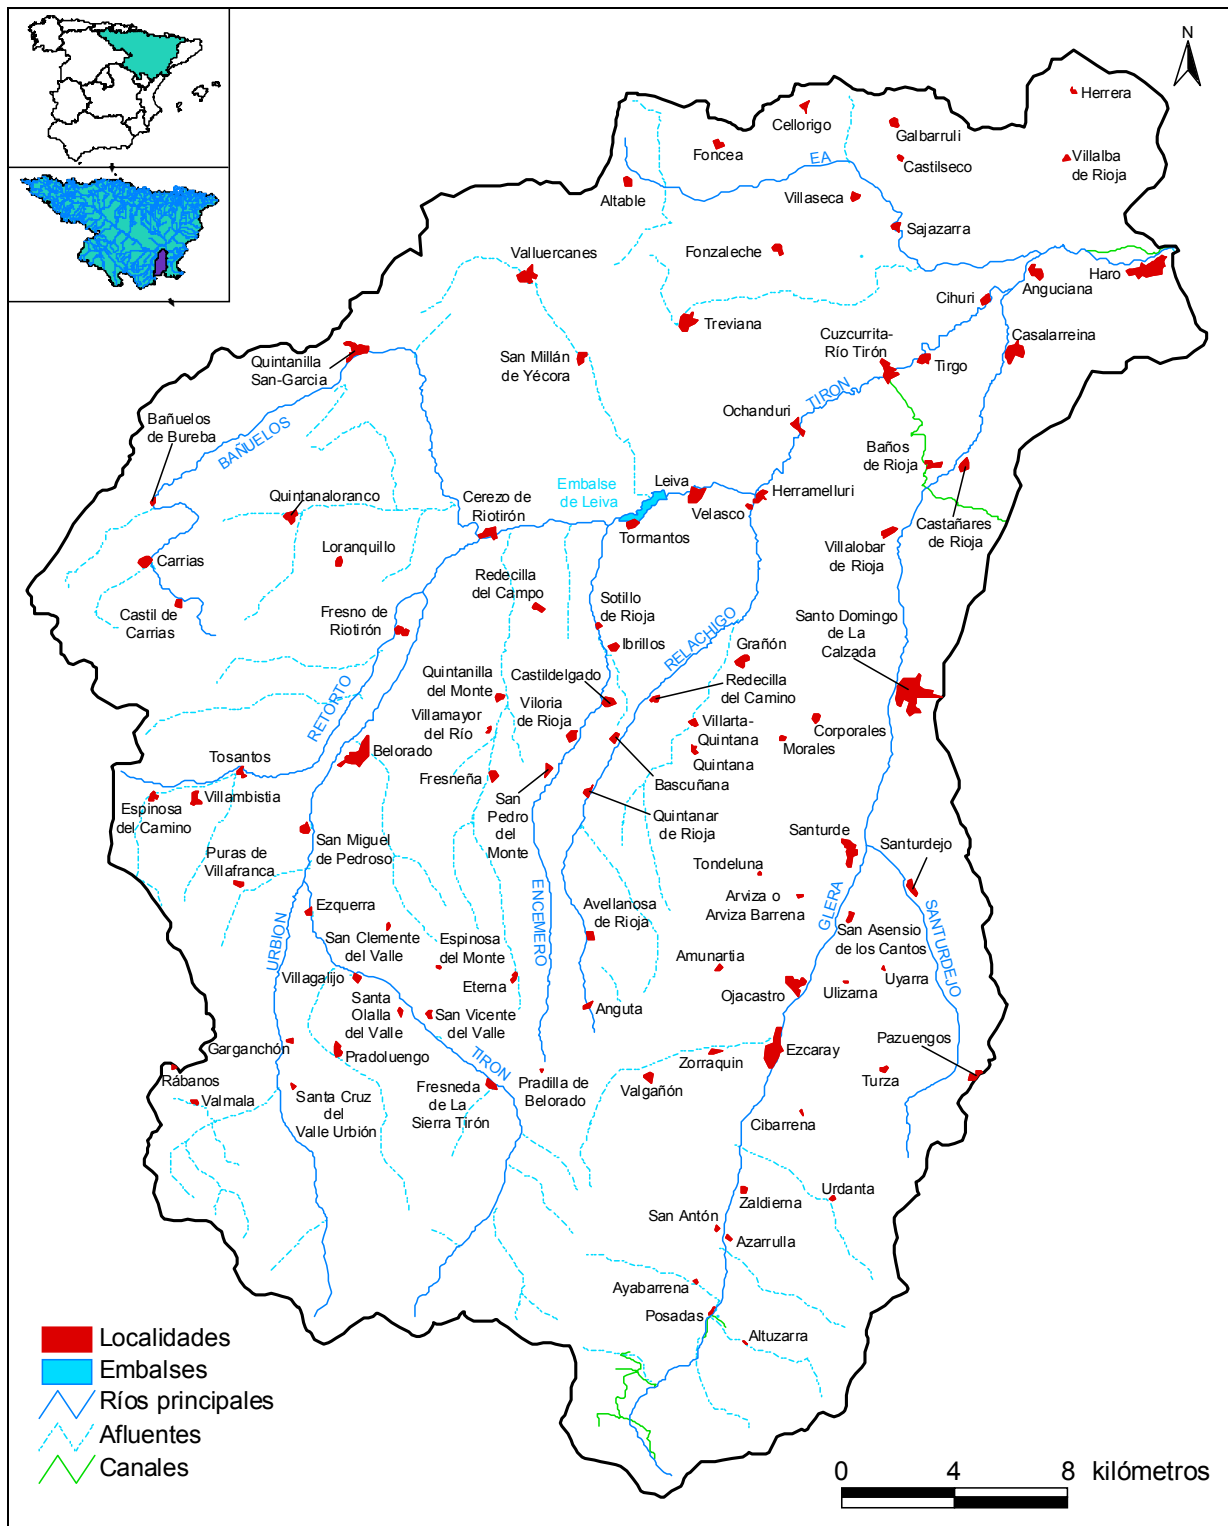 N
Herrera
Cellorigo
Galbarruli
Foncea
EA
Castilseco
Villalba
de Rioja
Altable
Villaseca
Sajazarra
Valluercanes
Fonzaleche
Haro
Anguciana
Cihuri
Treviana
Cuzcurrita-
Río Tirón
Casalarreina
Quintanilla
San-Garcia
San Millán
de Yécora
Tirgo
TIRON
Ochanduri
Bañuelos
de Bureba
BAÑUELOS
Baños
de Rioja
Embalse
de Leiva
Leiva
Herramelluri
Quintanaloranco
Cerezo de
Riotirón
Velasco
Castañares
de Rioja
Tormantos
Villalobar
de Rioja
Loranquillo
Carrias
Redecilla
del Campo
Sotillo
de Rioja
Castil de
Carrias
Fresno de
Riotirón
RELACHIGO
Santo Domingo
de La
Calzada
Ibrillos
Grañón
Quintanilla
del Monte
Castildelgado
Redecilla
del Camino
RETORTO
Villamayor
del Río
Viloria
de Rioja
Villarta-
Quintana
Corporales
Morales
Belorado
Quintana
Tosantos
Fresneña
Bascuñana
Espinosa
del Camino
Villambistia
San
Pedro
del
Monte
Quintanar
de Rioja
San Miguel
de Pedroso
Santurde
Santurdejo
Puras de
Villafranca
Tondeluna
ENCEMERO
Arviza o
Arviza Barrena
GLERA
Ezquerra
Avellanosa
de Rioja
SANTURDEJO
URBION
San Clemente
del Valle
Espinosa
del Monte
San Asensio
de los Cantos
Amunartia
Villagalijo
Eterna
Uyarra
Ulizarna
Ojacastro
Santa
Olalla
del Valle
San Vicente
del Valle
Anguta
Garganchón
Pradoluengo
TIRON
Zorraquin
Ezcaray
Pazuengos
Rábanos
Valmala
Santa Cruz
del
Valle Urbión
Fresneda
de La
Sierra Tirón
Pradilla de
Belorado
Valgañón
Turza
Cibarrena
Zaldierna
Urdanta
San Antón
Azarrulla
Ayabarrena
Posadas
Altuzarra
Localidades
Embalses
Ríos principales
Afluentes
Canales
0 4 8 kilómetros